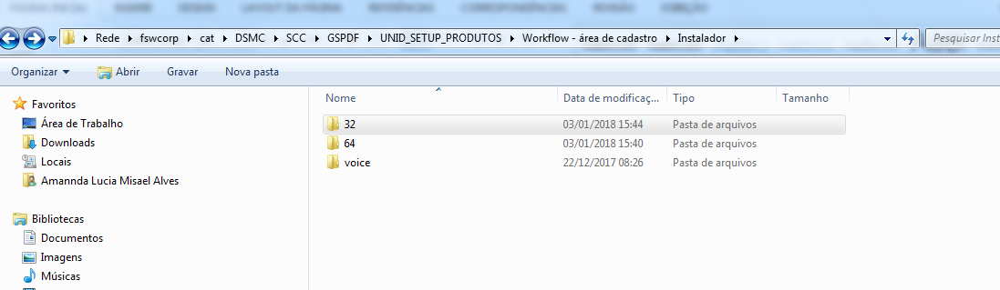 PÁGINA INICIAL INSERIR DESIGN LAYOUT DA PÁGINA REFERÊNCIAS CORRESPONDÊNCIAS REVISÃO EXIBIÇÃO
Rede fswcorp cat DSMC SCC GSPDF UNID_SETUP_PRODUTOS Workflow - área de cadastro Instalador Pesquisar Inst
Organizar Abrir Gravar Nova pasta
Nome Data de modificaç... Tipo Tamanho
Favoritos
Área de Trabalho
Downloads
Locais
Amannda Lucia Misael Alves
Bibliotecas
Documentos
Imagens
Músicas
32 03/01/2018 15:44 Pasta de arquivos
64 03/01/2018 15:40 Pasta de arquivos
voice 22/12/2017 08:26 Pasta de arquivos